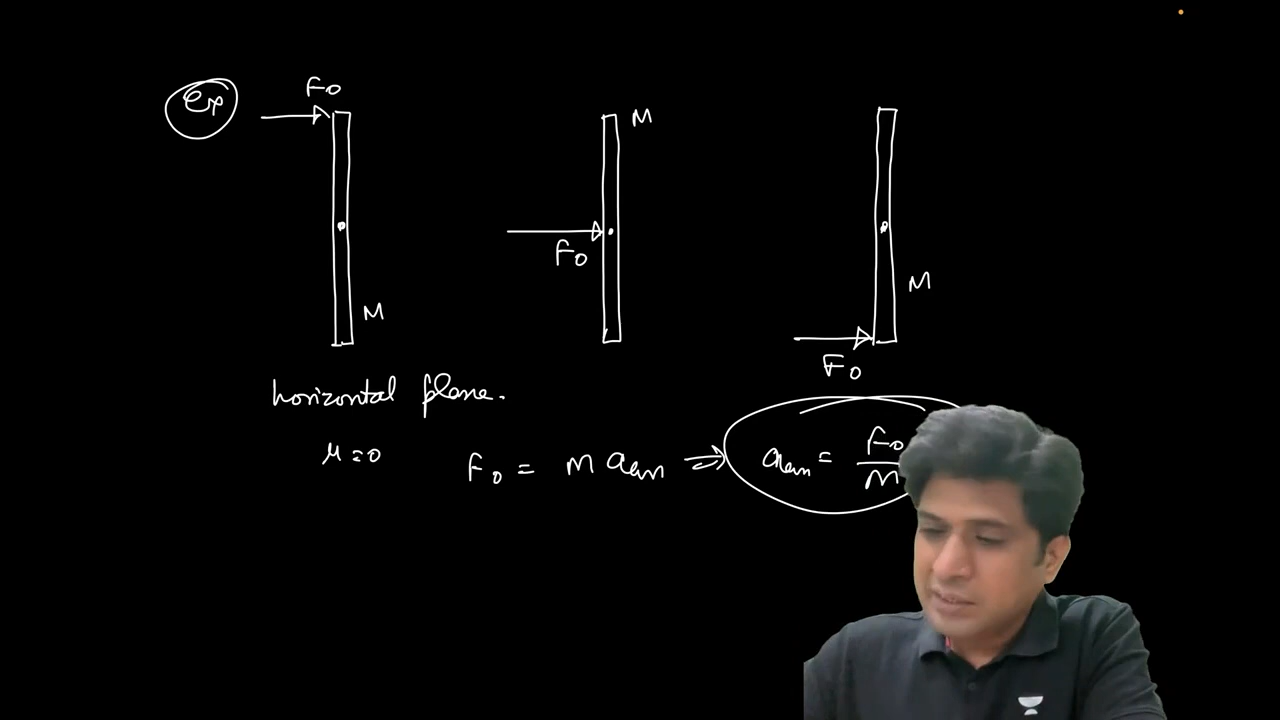 ex
F0
M
M
F0
M
F0
horizontal plane.
μ=0
F0 = M acm ⇒ acm = F0/M